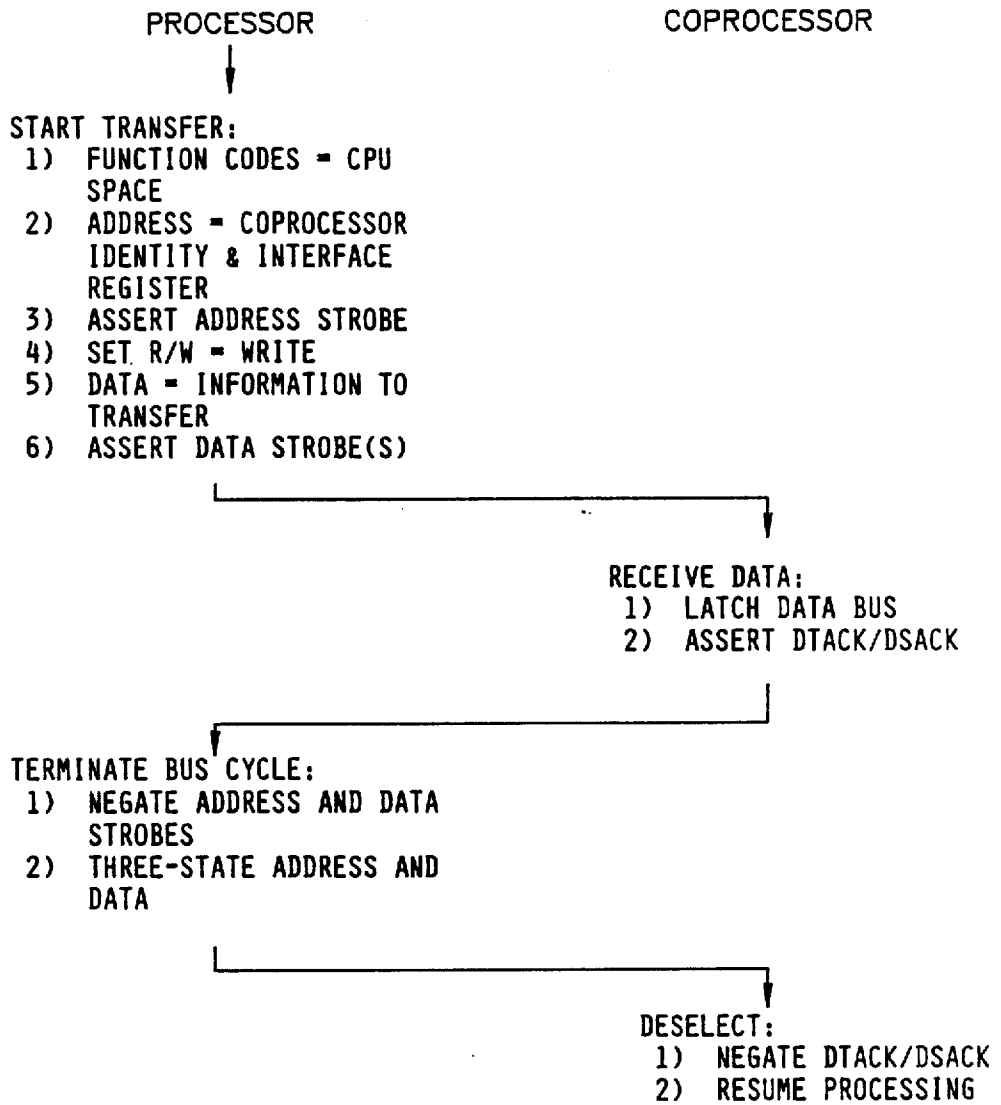 PROCESSOR
COPROCESSOR
START TRANSFER:
1) FUNCTION CODES = CPU
SPACE
2) ADDRESS = COPROCESSOR
IDENTITY & INTERFACE
REGISTER
3) ASSERT ADDRESS STROBE
4) SET R/W = WRITE
5) DATA = INFORMATION TO
TRANSFER
6) ASSERT DATA STROBE(S)
RECEIVE DATA:
1) LATCH DATA BUS
2) ASSERT DTACK/DSACK
TERMINATE BUS CYCLE:
1) NEGATE ADDRESS AND DATA
STROBES
2) THREE-STATE ADDRESS AND
DATA
DESELECT:
1) NEGATE DTACK/DSACK
2) RESUME PROCESSING